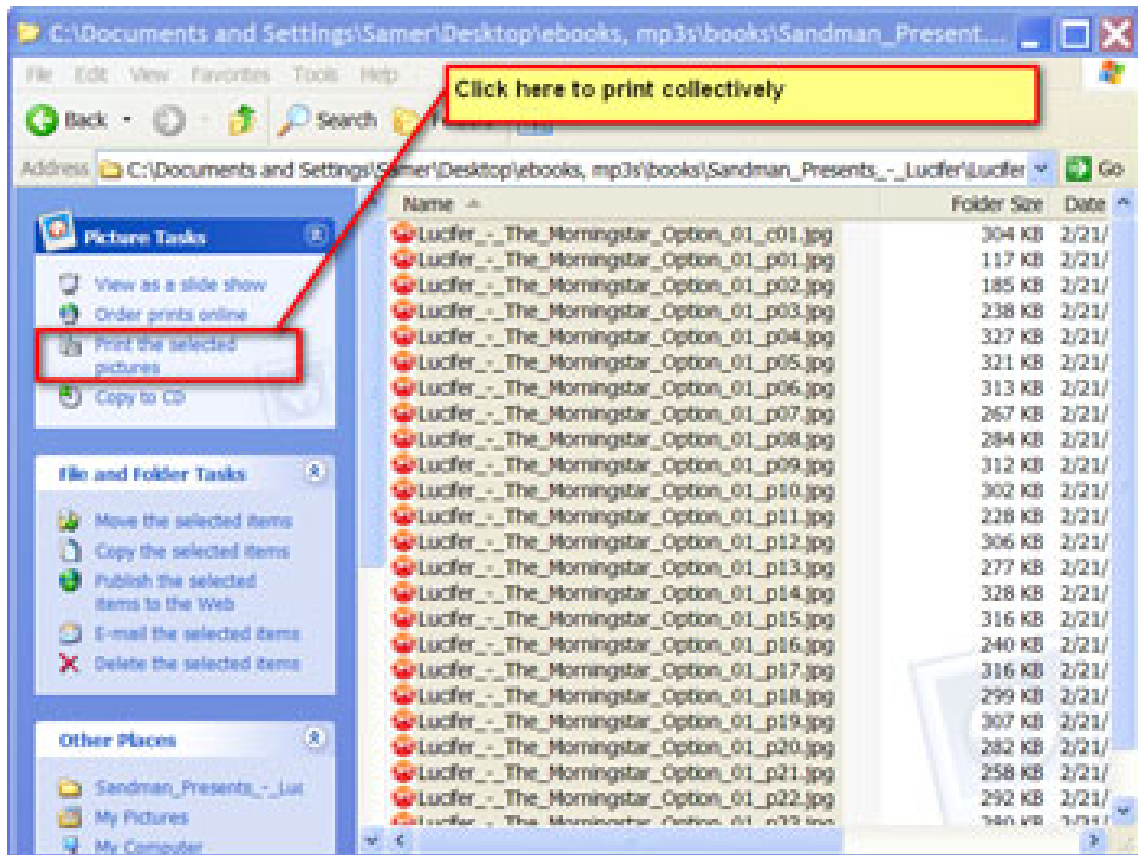 C:\Documents and Settings\Samer\Desktop\ebooks, mp3s\books\Sandman_Present....
File Edit View Favorites Tools Help
Click here to print collectively
Back Search
Address C:\Documents and Settings\Samer\Desktop\ebooks, mp3s\books\Sandman_Presents_-_Lucifer\Lucifer Go
Name Folder Size Date
Picture Tasks
View as a slide show
Order prints online
Print the selected
pictures
Copy to CD
File and Folder Tasks
Move the selected items
Copy the selected items
Publish the selected
items to the Web
E-mail the selected items
Delete the selected items
Other Places
Sandman_Presents_-_Luc
My Pictures
My Computer
Lucifer_-_The_Morningstar_Option_01_c01.jpg 304 KB 2/21/
Lucifer_-_The_Morningstar_Option_01_p01.jpg 117 KB 2/21/
Lucifer_-_The_Morningstar_Option_01_p02.jpg 185 KB 2/21/
Lucifer_-_The_Morningstar_Option_01_p03.jpg 238 KB 2/21/
Lucifer_-_The_Morningstar_Option_01_p04.jpg 327 KB 2/21/
Lucifer_-_The_Morningstar_Option_01_p05.jpg 321 KB 2/21/
Lucifer_-_The_Morningstar_Option_01_p06.jpg 313 KB 2/21/
Lucifer_-_The_Morningstar_Option_01_p07.jpg 267 KB 2/21/
Lucifer_-_The_Morningstar_Option_01_p08.jpg 284 KB 2/21/
Lucifer_-_The_Morningstar_Option_01_p09.jpg 312 KB 2/21/
Lucifer_-_The_Morningstar_Option_01_p10.jpg 302 KB 2/21/
Lucifer_-_The_Morningstar_Option_01_p11.jpg 228 KB 2/21/
Lucifer_-_The_Morningstar_Option_01_p12.jpg 306 KB 2/21/
Lucifer_-_The_Morningstar_Option_01_p13.jpg 277 KB 2/21/
Lucifer_-_The_Morningstar_Option_01_p14.jpg 328 KB 2/21/
Lucifer_-_The_Morningstar_Option_01_p15.jpg 316 KB 2/21/
Lucifer_-_The_Morningstar_Option_01_p16.jpg 240 KB 2/21/
Lucifer_-_The_Morningstar_Option_01_p17.jpg 316 KB 2/21/
Lucifer_-_The_Morningstar_Option_01_p18.jpg 299 KB 2/21/
Lucifer_-_The_Morningstar_Option_01_p19.jpg 307 KB 2/21/
Lucifer_-_The_Morningstar_Option_01_p20.jpg 282 KB 2/21/
Lucifer_-_The_Morningstar_Option_01_p21.jpg 258 KB 2/21/
Lucifer_-_The_Morningstar_Option_01_p22.jpg 292 KB 2/21/
Lucifer_-_The_Morningstar_Option_01_p23.jpg 280 KB 2/21/